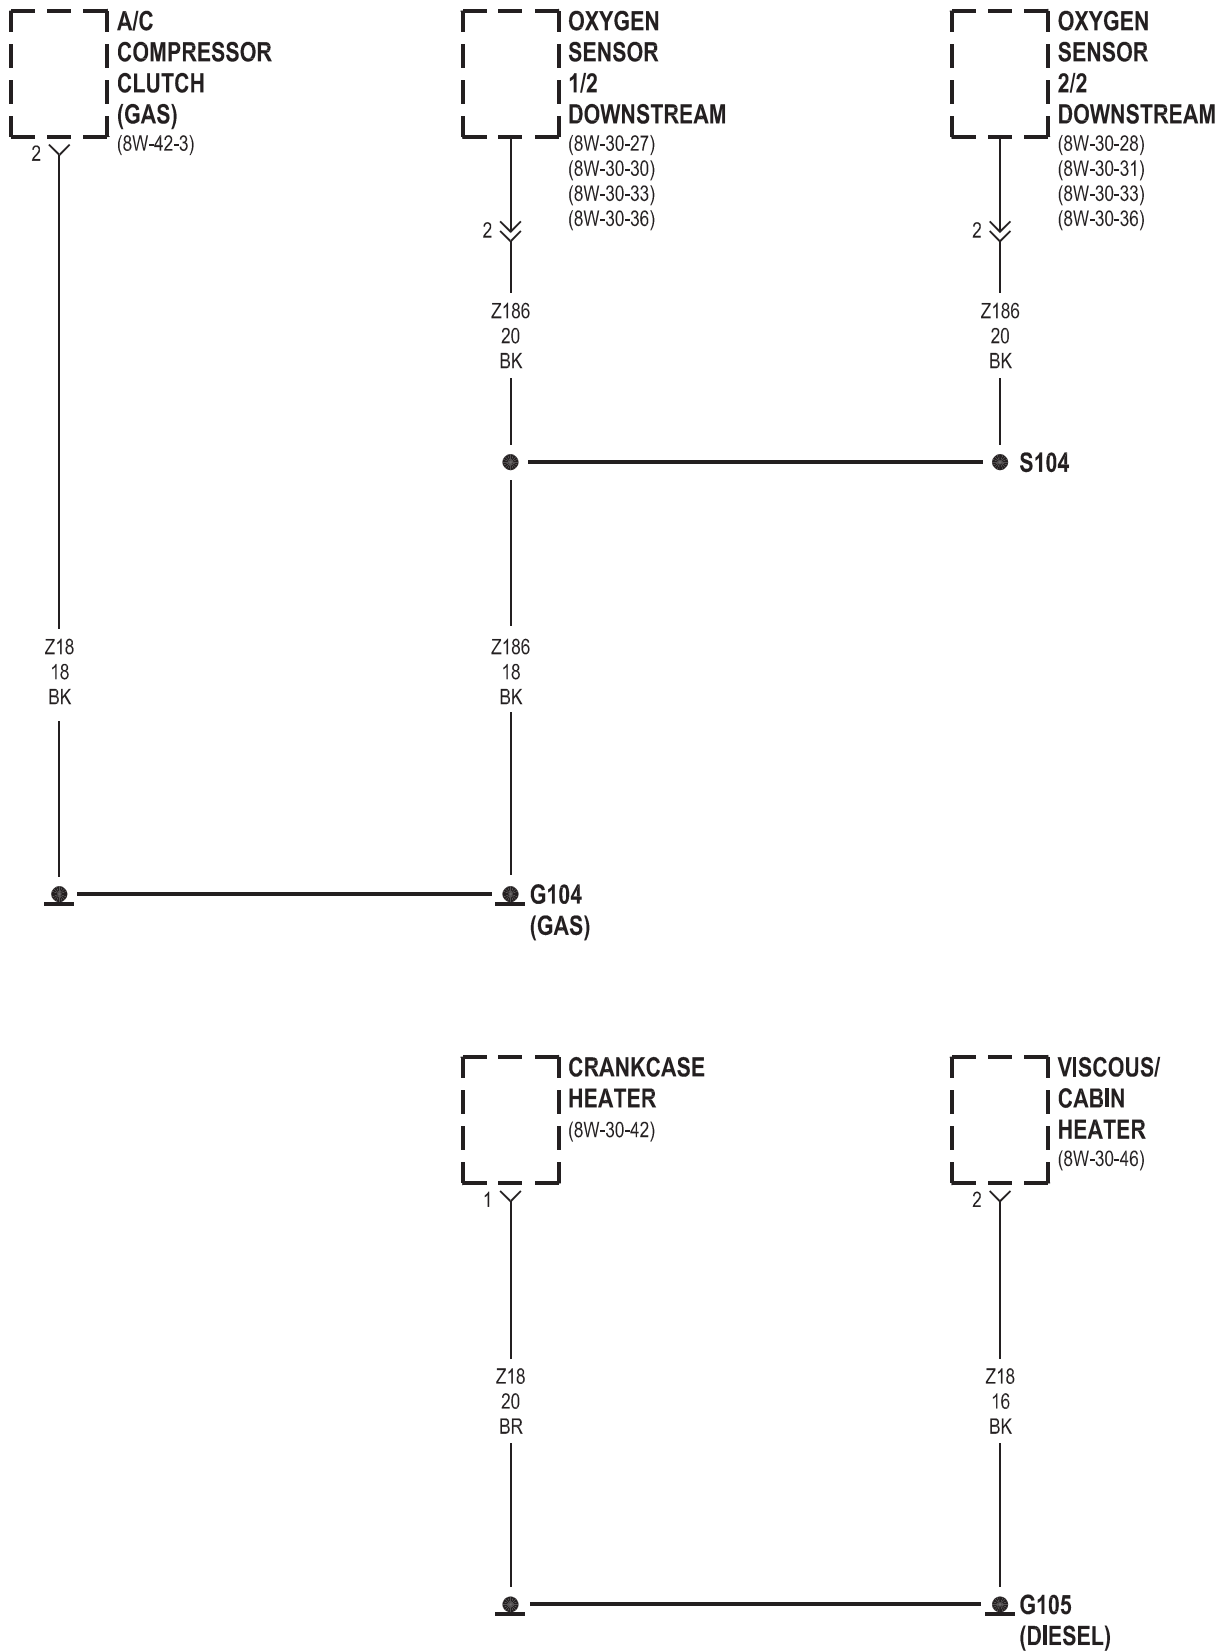 A/C
COMPRESSOR
CLUTCH
(GAS)
(8W-42-3)
2
OXYGEN
SENSOR
1/2
DOWNSTREAM
(8W-30-27)
(8W-30-30)
(8W-30-33)
(8W-30-36)
2
OXYGEN
SENSOR
2/2
DOWNSTREAM
(8W-30-28)
(8W-30-31)
(8W-30-33)
(8W-30-36)
2
Z186
20
BK
Z186
20
BK
S104
Z18
18
BK
Z186
18
BK
G104
(GAS)
CRANKCASE
HEATER
(8W-30-42)
1
VISCOUS/
CABIN
HEATER
(8W-30-46)
2
Z18
20
BR
Z18
16
BK
G105
(DIESEL)